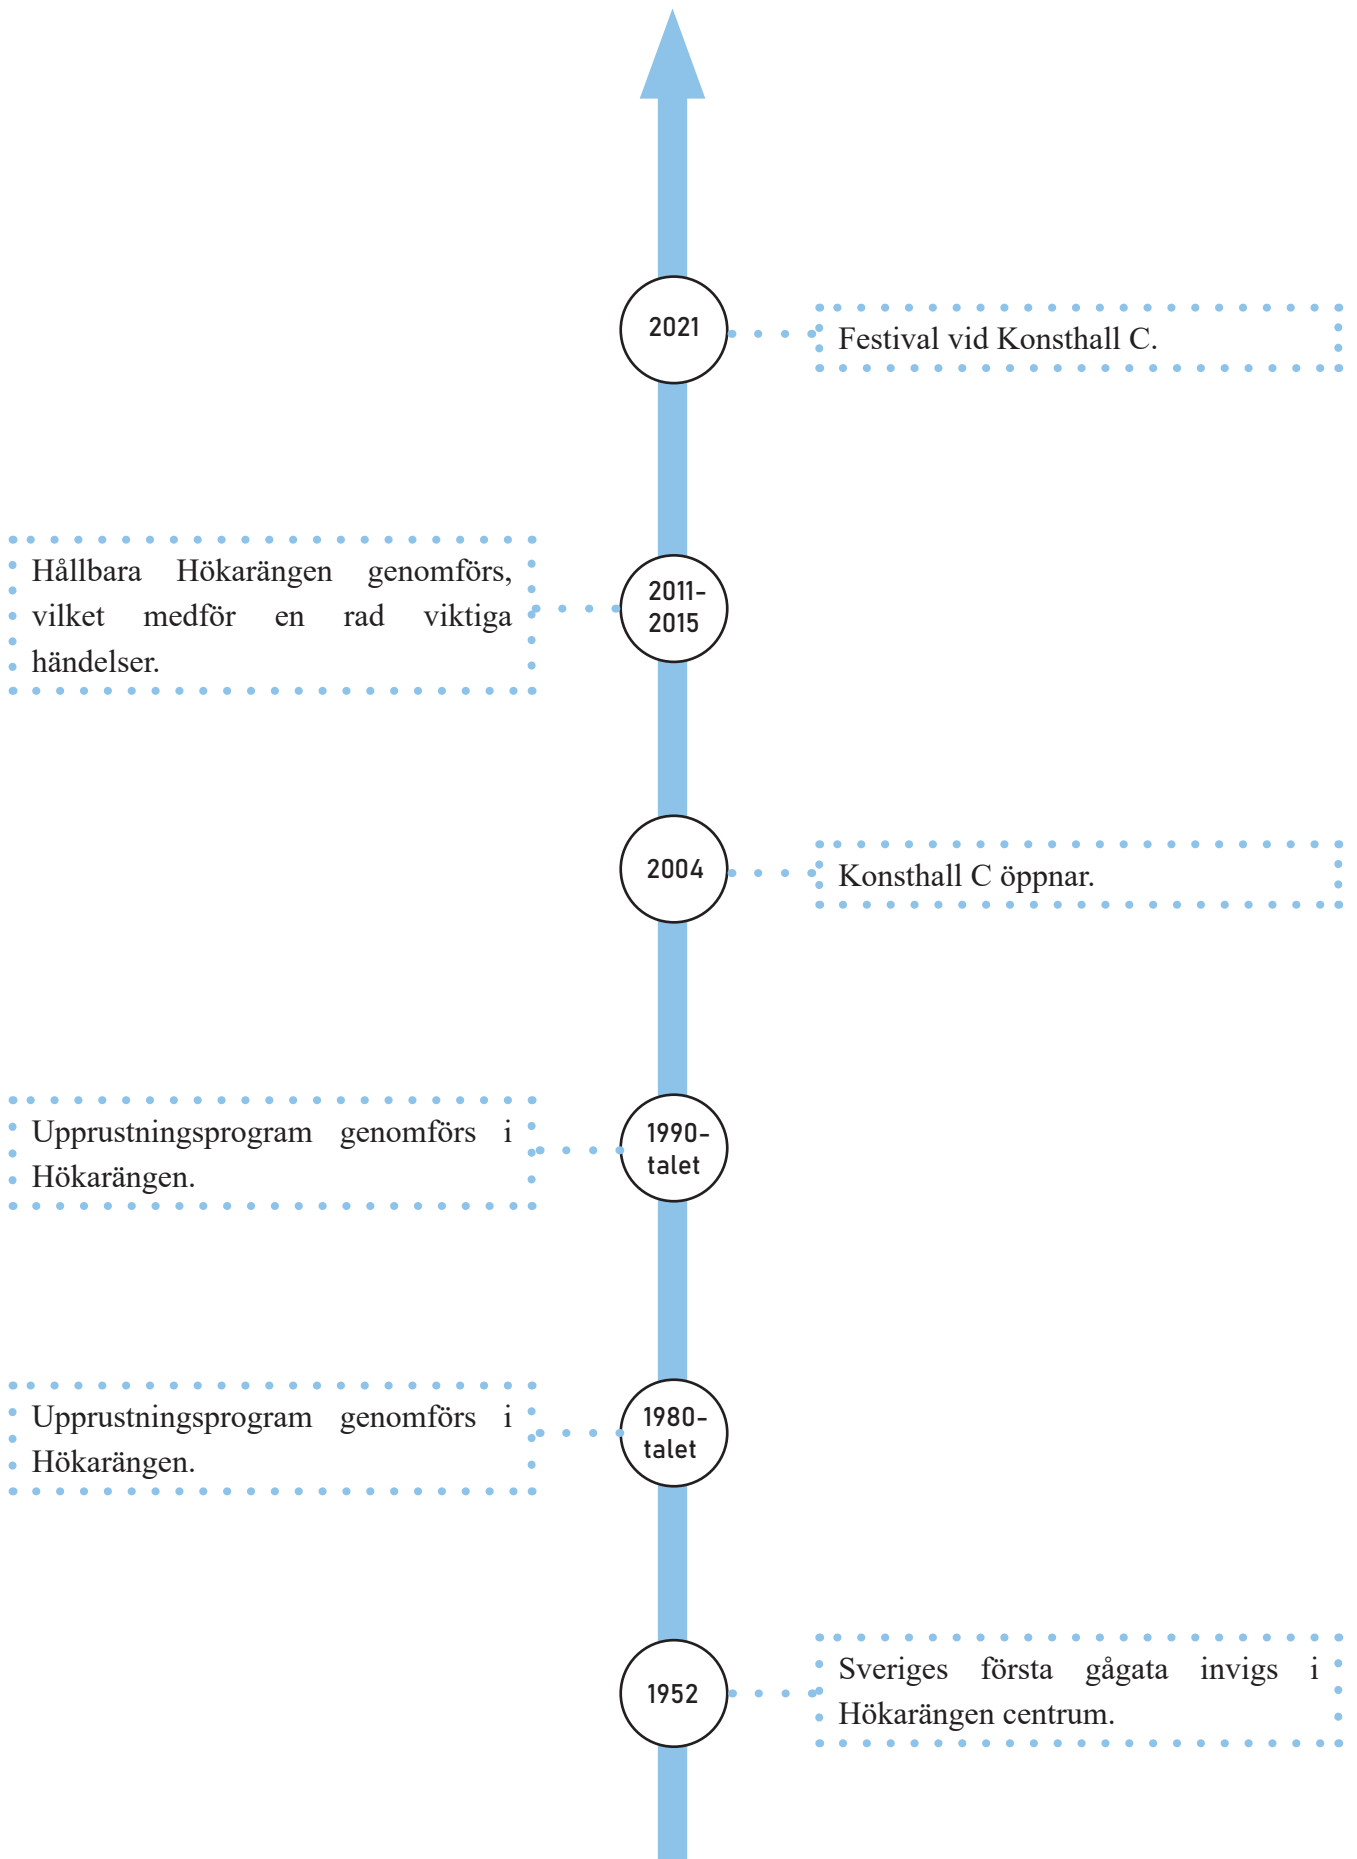 2021
Festival vid Konsthall C.
Hållbara Hökarängen genomförs,
vilket medför en rad viktiga
händelser.
2011-
2015
2004
Konsthall C öppnar.
Upprustningsprogram genomförs i
Hökarängen.
1990-
talet
Upprustningsprogram genomförs i
Hökarängen.
1980-
talet
1952
Sveriges första gågata invigs i
Hökarängen centrum.